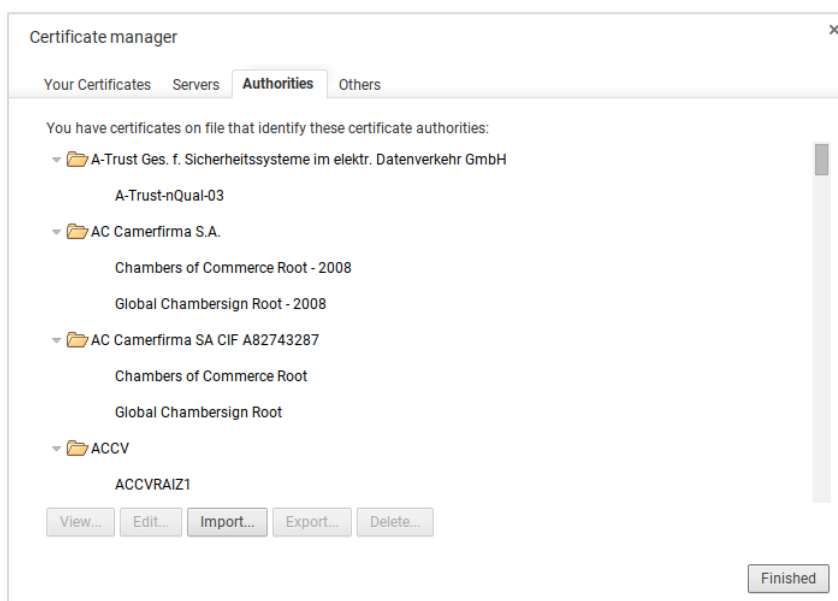 Certificate manager
Your Certificates Servers Authorities Others
You have certificates on file that identify these certificate authorities:
A-Trust Ges. f. Sicherheitssysteme im elektr. Datenverkehr GmbH
A-Trust-nQual-03
AC Camerfirma S.A.
Chambers of Commerce Root - 2008
Global Chambersign Root - 2008
AC Camerfirma SA CIF A82743287
Chambers of Commerce Root
Global Chambersign Root
ACCV
ACCVRAIZ1
View... Edit... Import... Export... Delete...
Finished